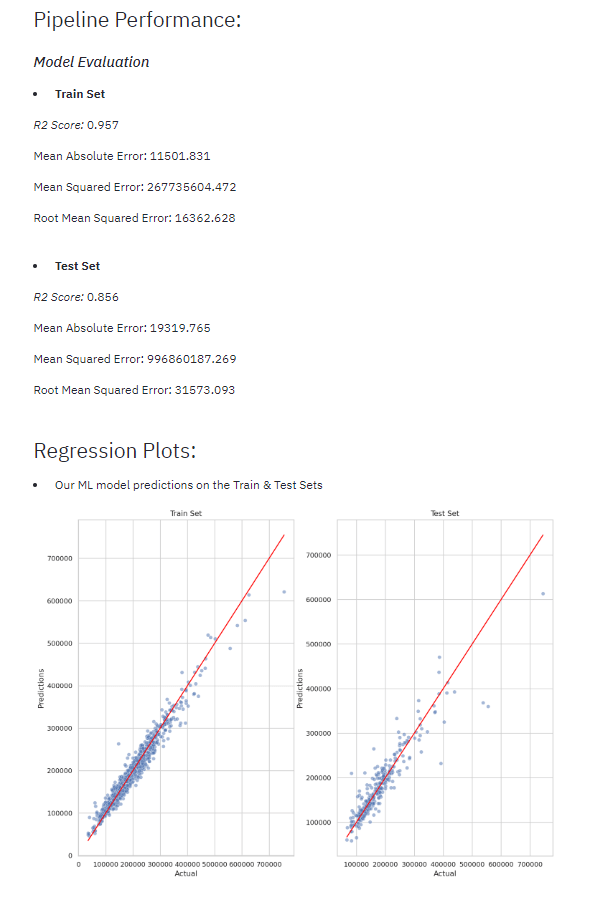 Pipeline Performance:
Model Evaluation
• Train Set
R2 Score: 0.957
Mean Absolute Error: 11501.831
Mean Squared Error: 267735604.472
Root Mean Squared Error: 16362.628
• Test Set
R2 Score: 0.856
Mean Absolute Error: 19319.765
Mean Squared Error: 996860187.269
Root Mean Squared Error: 31573.093
Regression Plots:
• Our ML model predictions on the Train & Test Sets
Train Set
700000
600000
500000
400000
300000
200000
100000
0
Predictions
0 100000 200000 300000 400000 500000 600000 700000
Actual
Test Set
700000
600000
500000
400000
300000
200000
100000
Predictions
100000 200000 300000 400000 500000 600000 700000
Actual